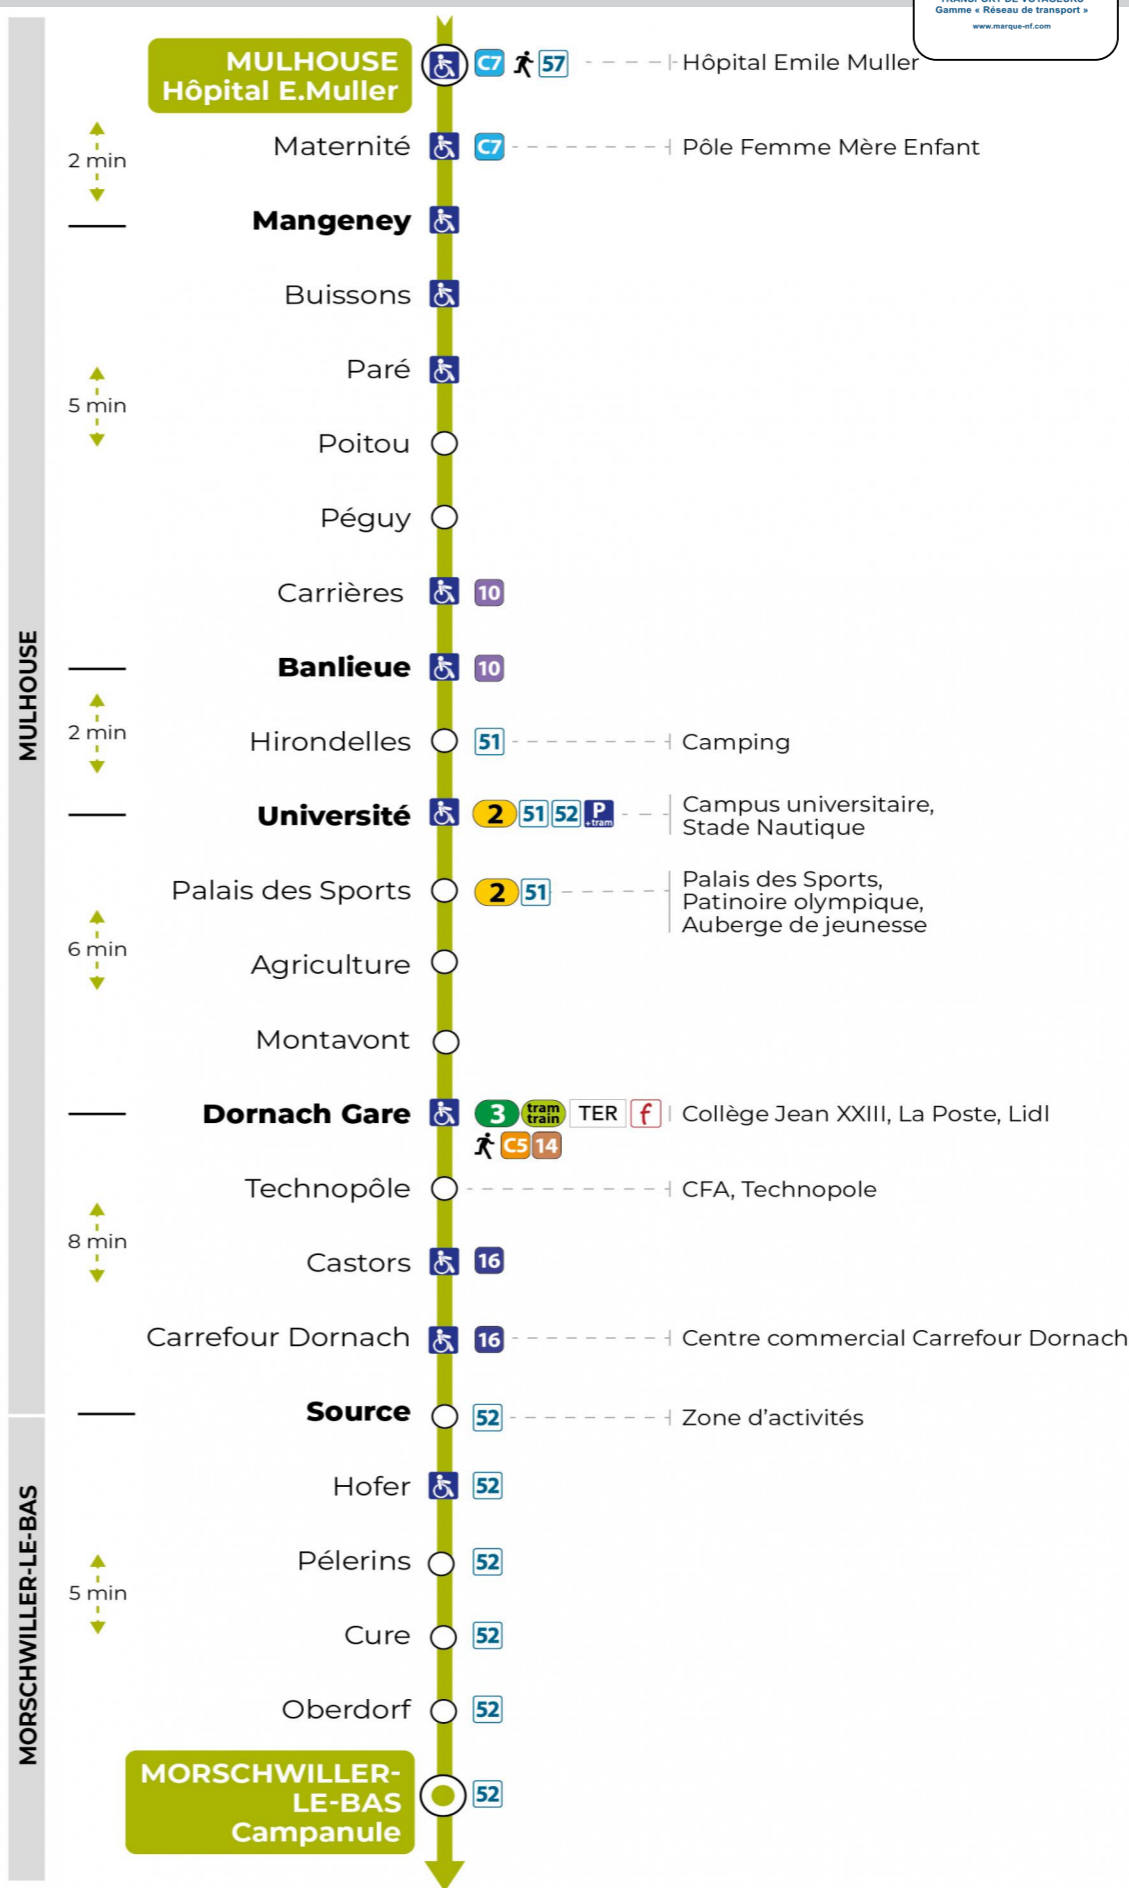 TRANSPORT DE VOYAGEURS
Gamme « Réseau de transport »
www.marque-nf.com
MULHOUSE
Hôpital E.Muller
C7 57
Hôpital Emile Muller
2 min
Maternité
C7
Pôle Femme Mère Enfant
Mangeney
Buissons
Paré
5 min
Poitou
Péguy
Carrières
10
Banlieue
10
2 min
Hirondelles
51
Camping
Université
2 51 52 P
+tram
Campus universitaire,
Stade Nautique
Palais des Sports
2 51
Palais des Sports,
Patinoire olympique,
Auberge de jeunesse
6 min
Agriculture
Montavont
Dornach Gare
3 tram
train TER f
C5 14
Collège Jean XXIII, La Poste, Lidl
Technopôle
CFA, Technopole
8 min
Castors
16
Carrefour Dornach
16
Centre commercial Carrefour Dornach
Source
52
Zone d'activités
Hofer
52
Pélerins
52
5 min
Cure
52
Oberdorf
52
MORSCHWILLER-
LE-BAS
Campanule
52
MULHOUSE
MORSCHWILLER-LE-BAS